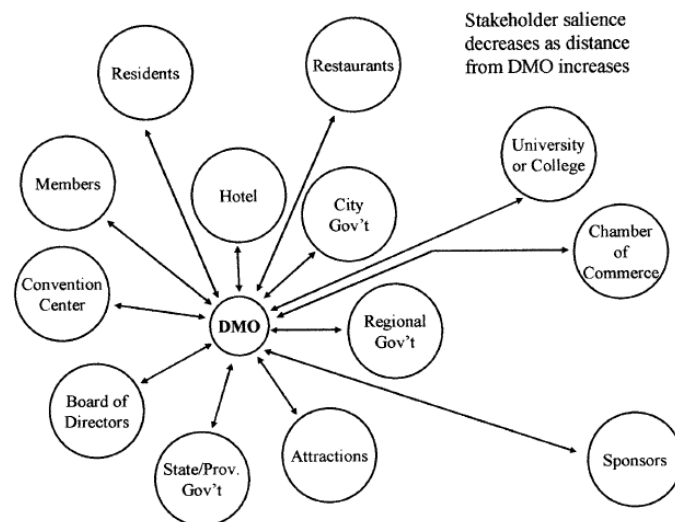 Stakeholder salience
decreases as distance
from DMO increases
Residents
Restaurants
University
or College
Members
Hotel
City
Gov't
Chamber
of
Commerce
Convention
Center
DMO
Regional
Gov't
Board of
Directors
State/Prov.
Gov't
Attractions
Sponsors